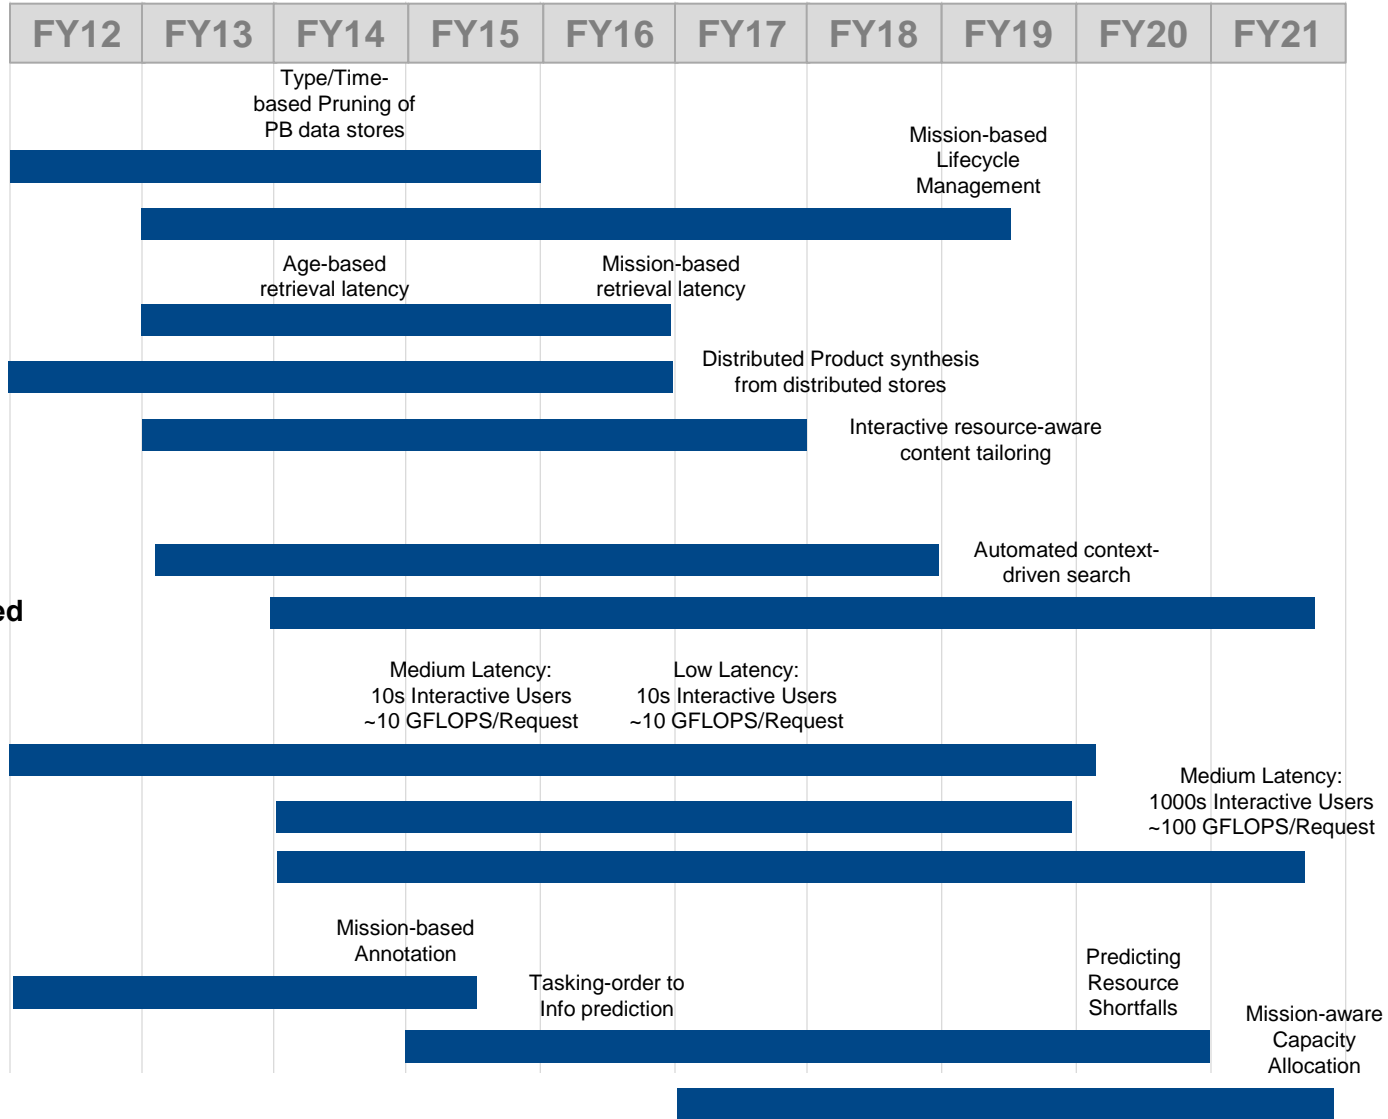 FY12 FY13 FY14 FY15 FY16 FY17 FY18 FY19 FY20 FY21
Type/Time-
based Pruning of
PB data stores
Mission-based
Lifecycle
Management
Age-based
retrieval latency
Mission-based
retrieval latency
Distributed Product synthesis
from distributed stores
Interactive resource-aware
content tailoring
Automated context-
driven search
ed
Medium Latency:
10s Interactive Users
~10 GFLOPS/Request
Low Latency:
10s Interactive Users
~10 GFLOPS/Request
Medium Latency:
1000s Interactive Users
~100 GFLOPS/Request
Mission-based
Annotation
Tasking-order to
Info prediction
Predicting
Resource
Shortfalls
Mission-aware
Capacity
Allocation